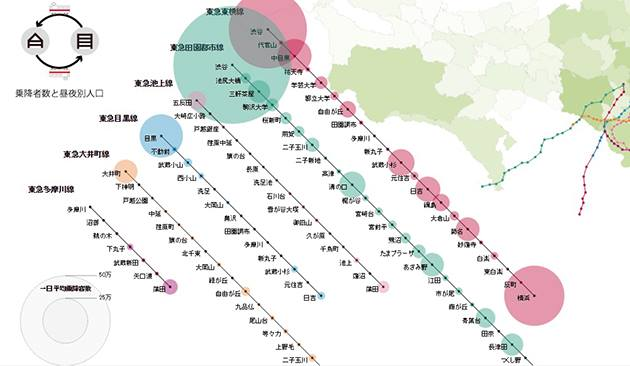 乗降者数と昼夜別人口
東急東横線
渋谷
代官山
中目黒
祐天寺
学芸大学
都立大学
自由が丘
田園調布
多摩川
新丸子
武蔵小杉
元住吉
日吉
綱島
大倉山
菊名
妙蓮寺
白楽
東白楽
反町
横浜
東急田園都市線
渋谷
池尻大橋
三軒茶屋
駒沢大学
桜新町
用賀
二子玉川
二子新地
高津
溝の口
梶が谷
宮崎台
宮前平
鷺沼
たまプラーザ
あざみ野
江田
市が尾
藤が丘
青葉台
田奈
長津田
つくし野
東急池上線
五反田
大崎広小路
戸越銀座
荏原中延
旗の台
長原
洗足池
石川台
雪が谷大塚
御嶽山
久が原
千鳥町
池上
蓮沼
蒲田
東急目黒線
目黒
不動前
武蔵小山
西小山
洗足
大岡山
奥沢
田園調布
多摩川
新丸子
武蔵小杉
元住吉
日吉
東急大井町線
大井町
下神明
戸越公園
中延
荏原町
旗の台
北千束
大岡山
緑が丘
自由が丘
九品仏
尾山台
等々力
上野毛
二子玉川
東急多摩川線
多摩川
沼部
鵜の木
下丸子
武蔵新田
矢口渡
蒲田
50万
一日平均乗降客数
25万